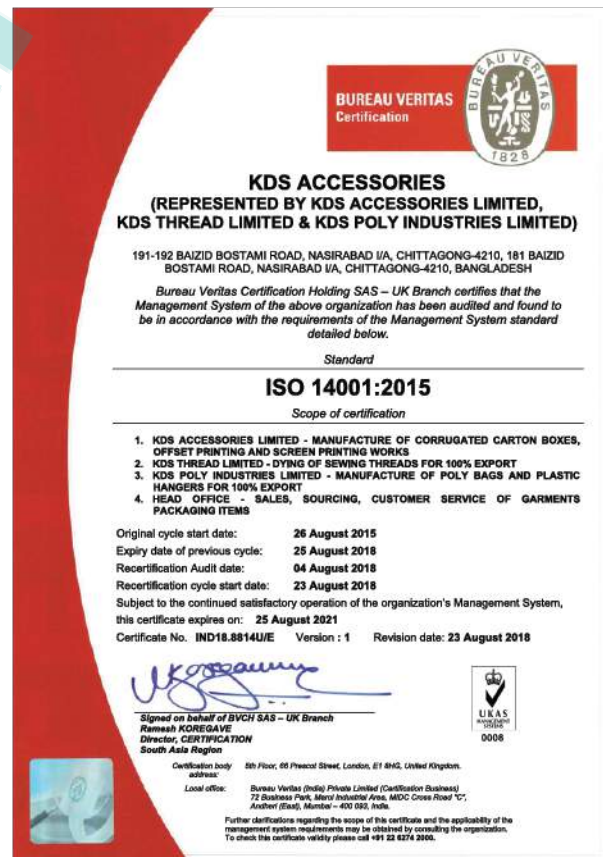 BUREAU VERITAS
Certification
BUREAU VERITAS
1828
KDS ACCESSORIES
(REPRESENTED BY KDS ACCESSORIES LIMITED,
KDS THREAD LIMITED & KDS POLY INDUSTRIES LIMITED)
191-192 BAIZID BOSTAMI ROAD, NASIRABAD I/A, CHITTAGONG-4210, 181 BAIZID
BOSTAMI ROAD, NASIRABAD I/A, CHITTAGONG-4210, BANGLADESH
Bureau Veritas Certification Holding SAS – UK Branch certifies that the
Management System of the above organization has been audited and found to
be in accordance with the requirements of the Management System standard
detailed below.
Standard
ISO 14001:2015
Scope of certification
1. KDS ACCESSORIES LIMITED - MANUFACTURE OF CORRUGATED CARTON BOXES,
OFFSET PRINTING AND SCREEN PRINTING WORKS
2. KDS THREAD LIMITED - DYING OF SEWING THREADS FOR 100% EXPORT
3. KDS POLY INDUSTRIES LIMITED - MANUFACTURE OF POLY BAGS AND PLASTIC
HANGERS FOR 100% EXPORT
4. HEAD OFFICE - SALES, SOURCING, CUSTOMER SERVICE OF GARMENTS
PACKAGING ITEMS
Original cycle start date: 26 August 2015
Expiry date of previous cycle: 25 August 2018
Recertification Audit date: 04 August 2018
Recertification cycle start date: 23 August 2018
Subject to the continued satisfactory operation of the organization's Management System,
this certificate expires on: 25 August 2021
Certificate No. IND18.8814U/E Version : 1 Revision date: 23 August 2018
Signed on behalf of BVCH SAS – UK Branch
Ramesh KOREGAVE
Director, CERTIFICATION
South Asia Region
UKAS
MANAGEMENT
SYSTEMS
0008
Certification body address: 5th Floor, 66 Prescot Street, London, E1 8HG, United Kingdom.
Local office: Bureau Veritas (India) Private Limited (Certification Business)
72 Business Park, Marol Industrial Area, MIDC Cross Road "C",
Andheri (East), Mumbai – 400 093, India.
Further clarifications regarding the scope of this certificate and the applicability of the
management system requirements may be obtained by consulting the organization.
To check this certificate validity please call +91 22 6274 2000.